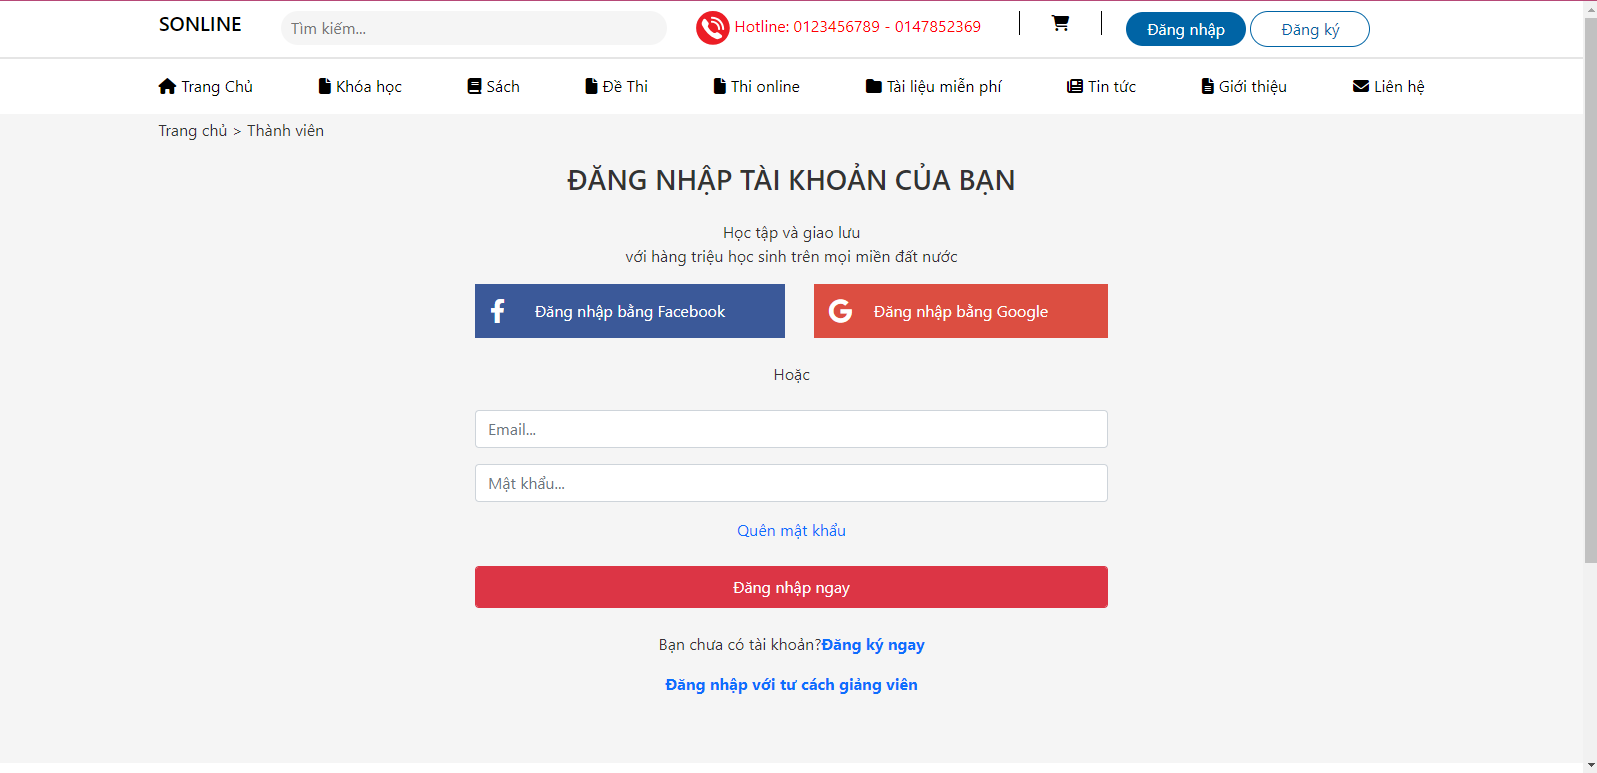 SONLINE
Tìm kiếm...
Hotline: 0123456789 - 0147852369
Đăng nhập
Đăng ký
Trang Chủ
Khóa học
Sách
Đề Thi
Thi online
Tài liệu miễn phí
Tin tức
Giới thiệu
Liên hệ
Trang chủ > Thành viên
ĐĂNG NHẬP TÀI KHOẢN CỦA BẠN
Học tập và giao lưu
với hàng triệu học sinh trên mọi miền đất nước
Đăng nhập bằng Facebook
Đăng nhập bằng Google
Hoặc
Email...
Mật khẩu...
Quên mật khẩu
Đăng nhập ngay
Bạn chưa có tài khoản?Đăng ký ngay
Đăng nhập với tư cách giảng viên